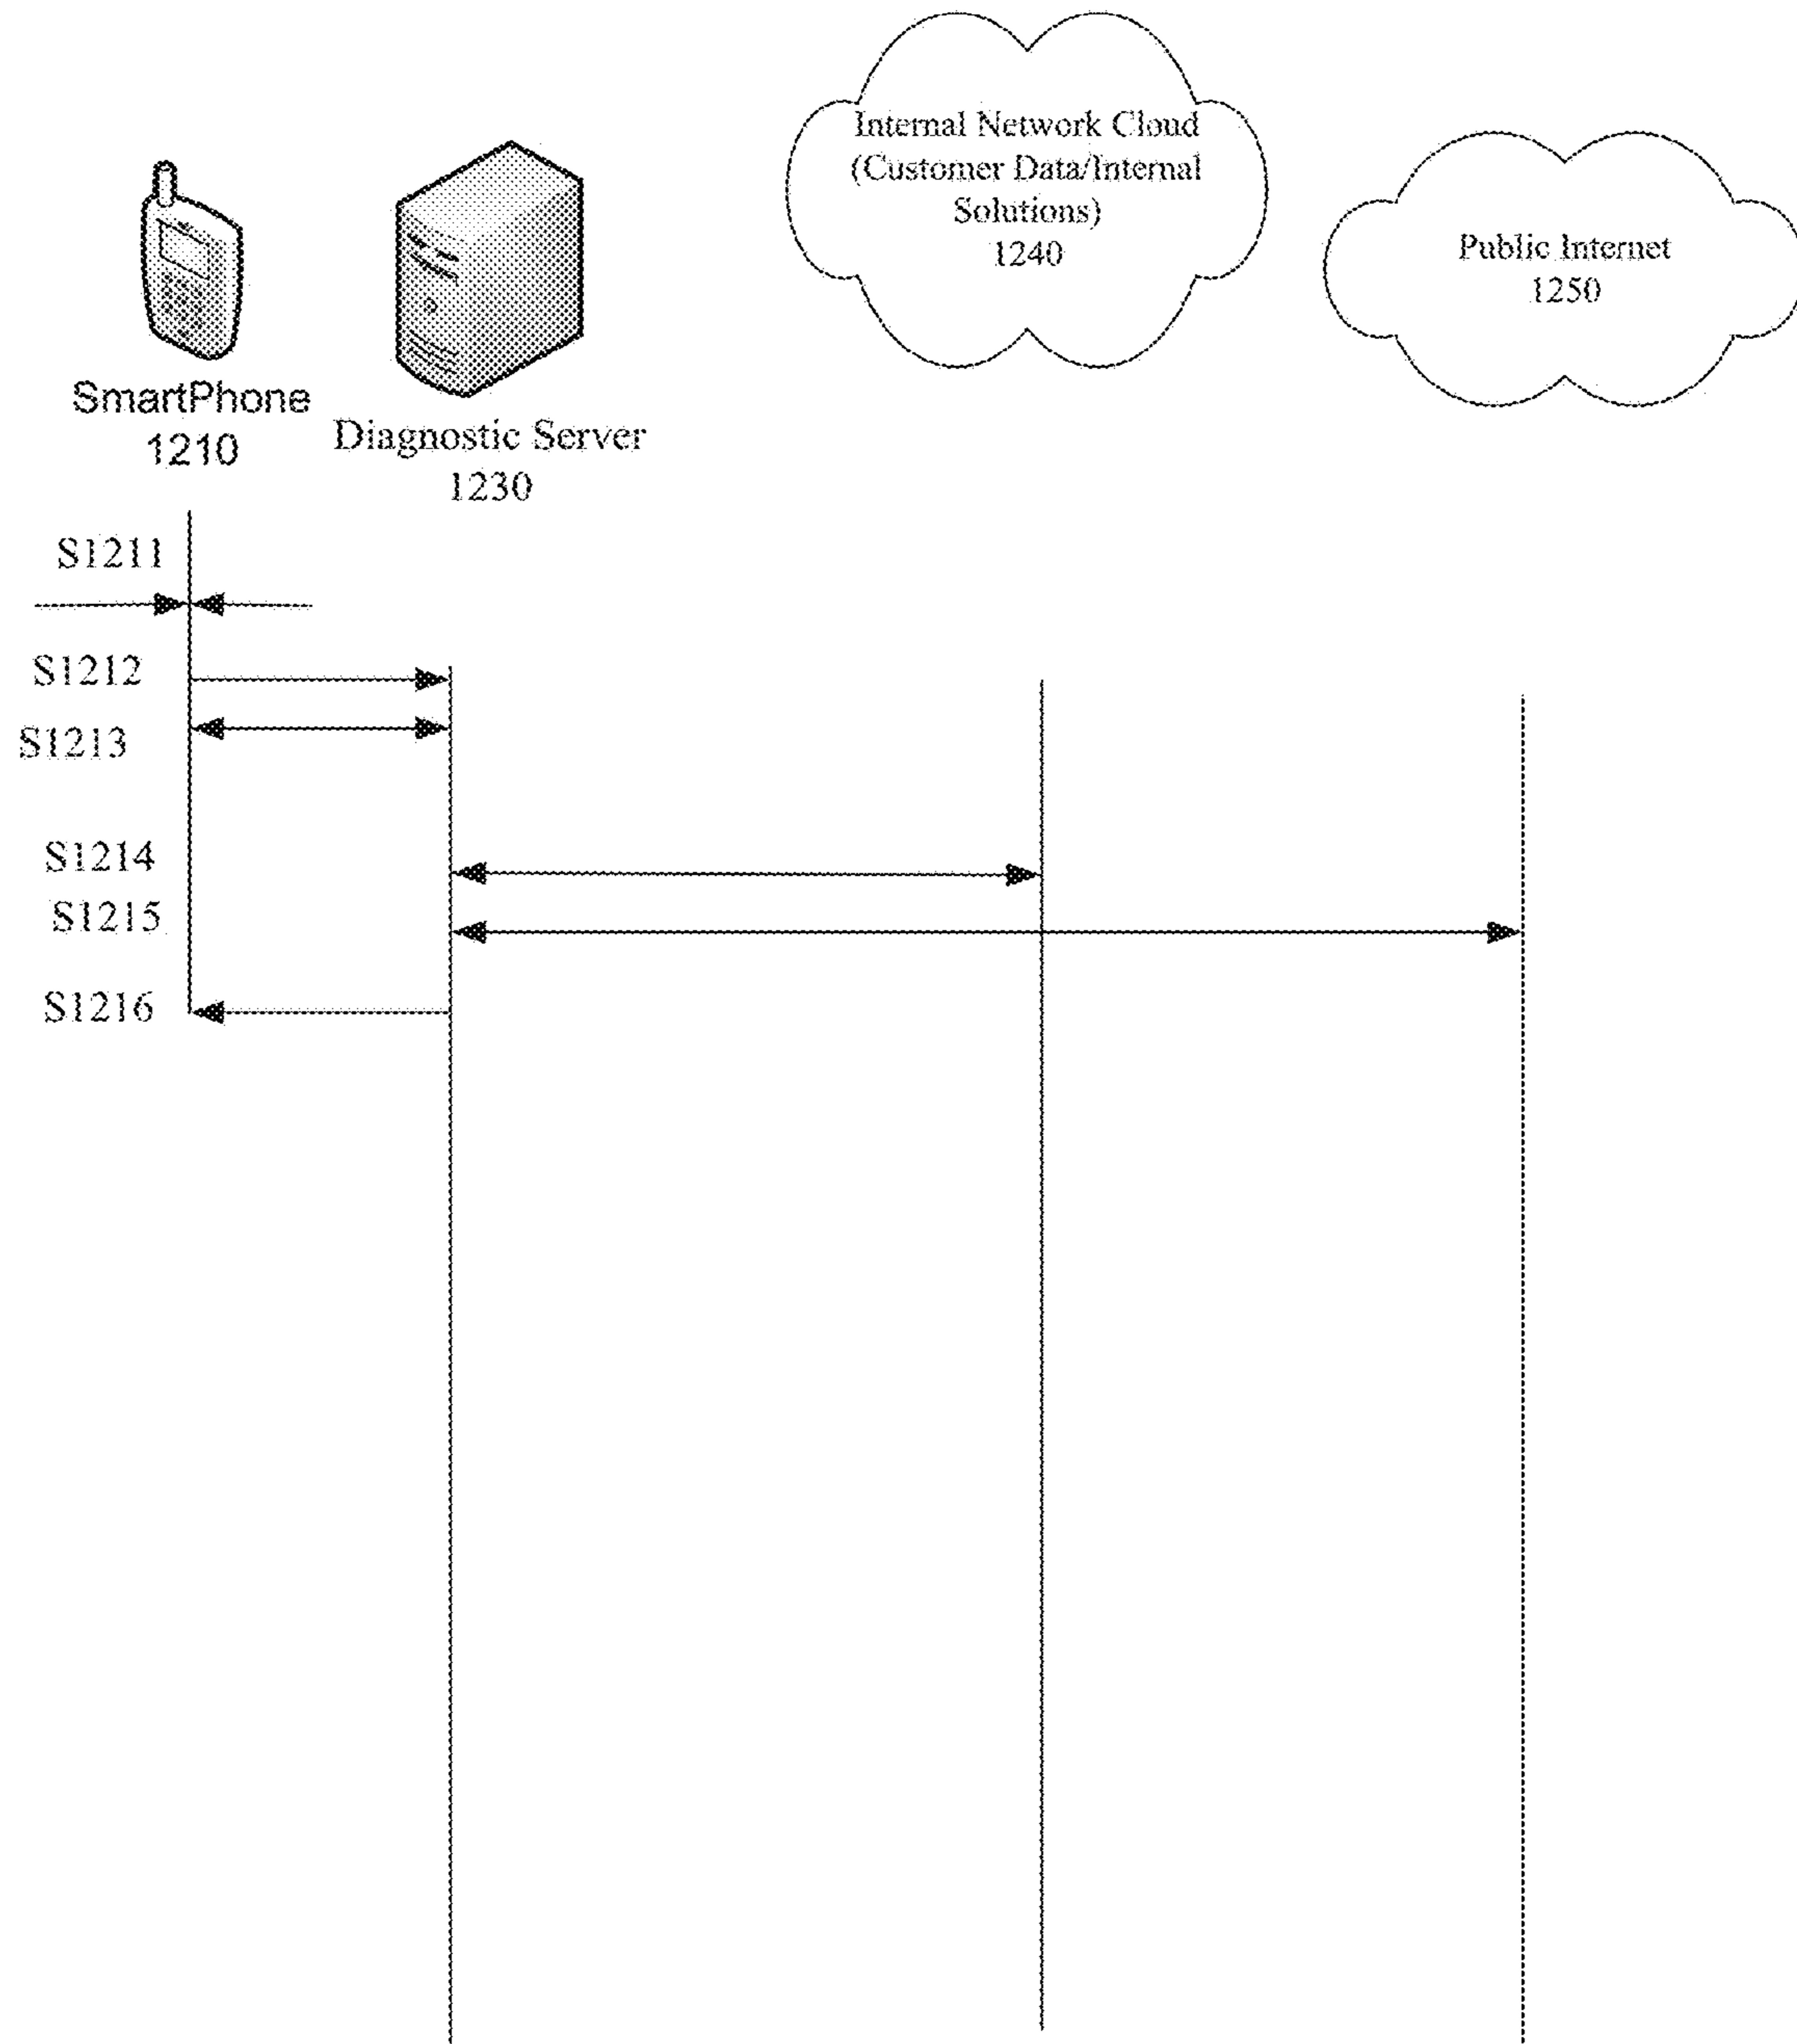 Internal Network Cloud
(Customer Data/Internal
Solutions)
1240
Public Internet
1250
SmartPhone
1210
Diagnostic Server
1230
S1211
S1212
S1213
S1214
S1215
S1216